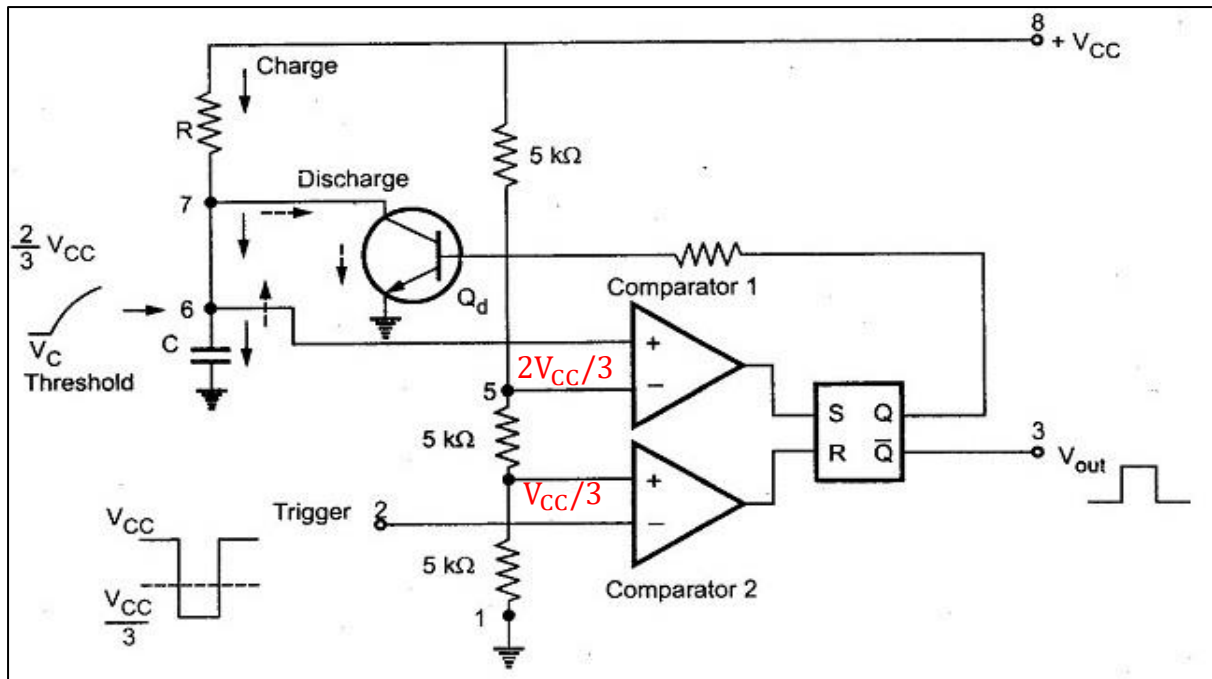 8
+ VCC
Charge
R
5 kΩ
Discharge
7
2/3 VCC
Comparator 1
Qd
6
VC
C
Threshold
+
2VCC/3
5
−
S Q
R Q̅
3
Vout
5 kΩ
+
VCC/3
Trigger
2
−
VCC
5 kΩ
Comparator 2
VCC/3
1